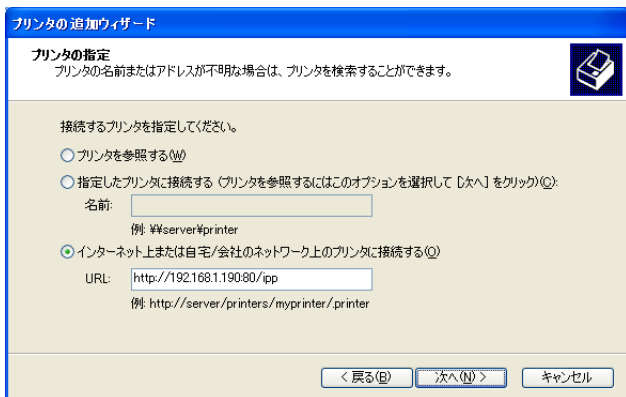 プリンタの追加ウィザード
プリンタの指定
プリンタの名前またはアドレスが不明な場合は、プリンタを検索することができます。
接続するプリンタを指定してください。
プリンタを参照する(W)
指定したプリンタに接続する (プリンタを参照するにはこのオプションを選択して [次へ] をクリック)(C):
名前:
例: ¥¥server¥printer
インターネット上または自宅/会社のネットワーク上のプリンタに接続する(O)
URL: http://192.168.1.190:80/ipp
例: http://server/printers/myprinter/.printer
< 戻る(B) 次へ(N) > キャンセル